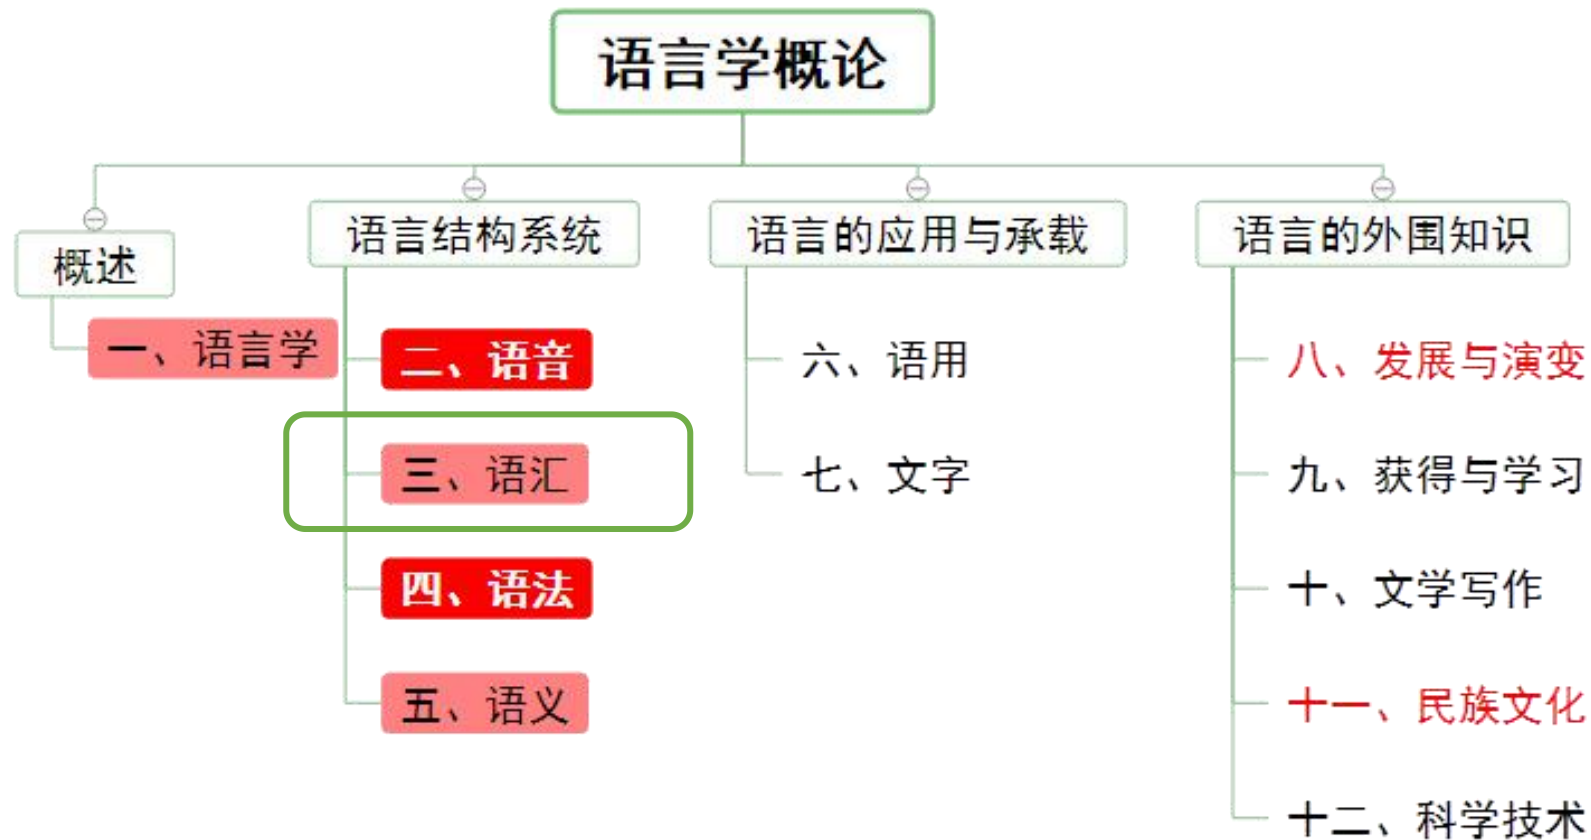 语言学概论
概述
一、语言学
语言结构系统
二、语音
三、语汇
四、语法
五、语义
语言的应用与承载
六、语用
七、文字
语言的外围知识
八、发展与演变
九、获得与学习
十、文学写作
十一、民族文化
十二、科学技术